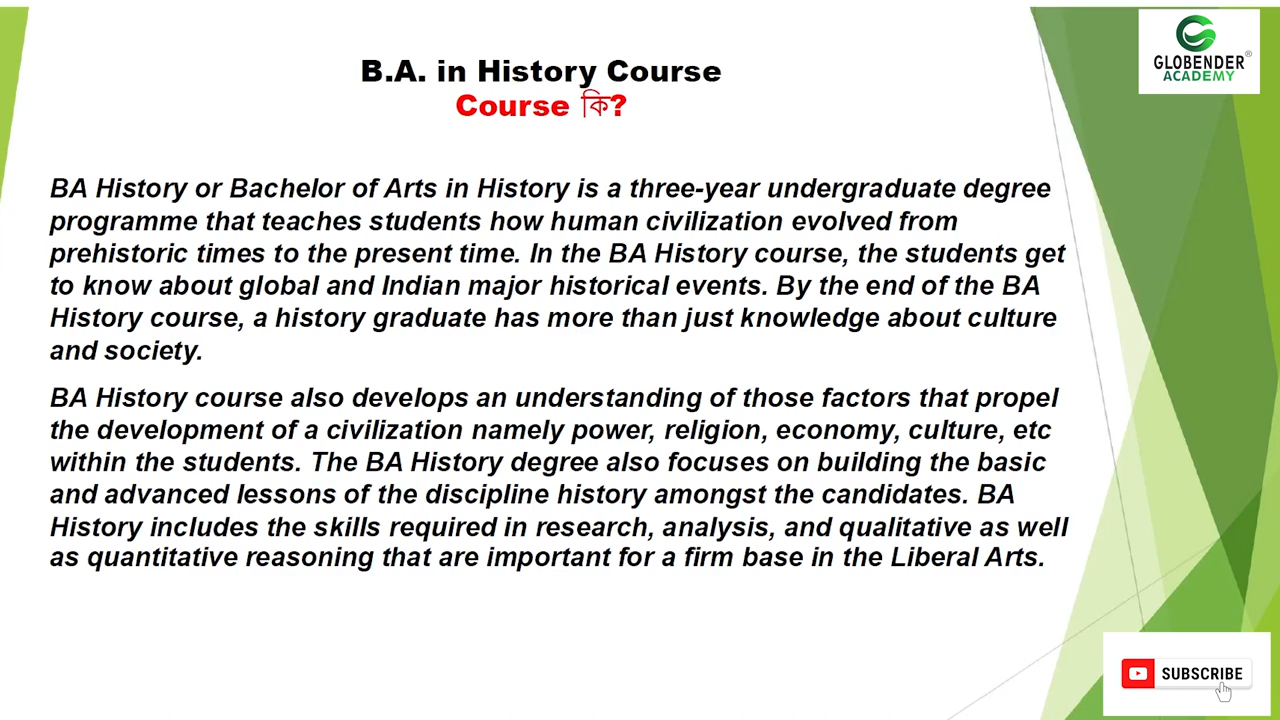 B.A. in History Course
Course কি?
GLOBENDER®
ACADEMY
BA History or Bachelor of Arts in History is a three-year undergraduate degree
programme that teaches students how human civilization evolved from
prehistoric times to the present time. In the BA History course, the students get
to know about global and Indian major historical events. By the end of the BA
History course, a history graduate has more than just knowledge about culture
and society.
BA History course also develops an understanding of those factors that propel
the development of a civilization namely power, religion, economy, culture, etc
within the students. The BA History degree also focuses on building the basic
and advanced lessons of the discipline history amongst the candidates. BA
History includes the skills required in research, analysis, and qualitative as well
as quantitative reasoning that are important for a firm base in the Liberal Arts.
SUBSCRIBE